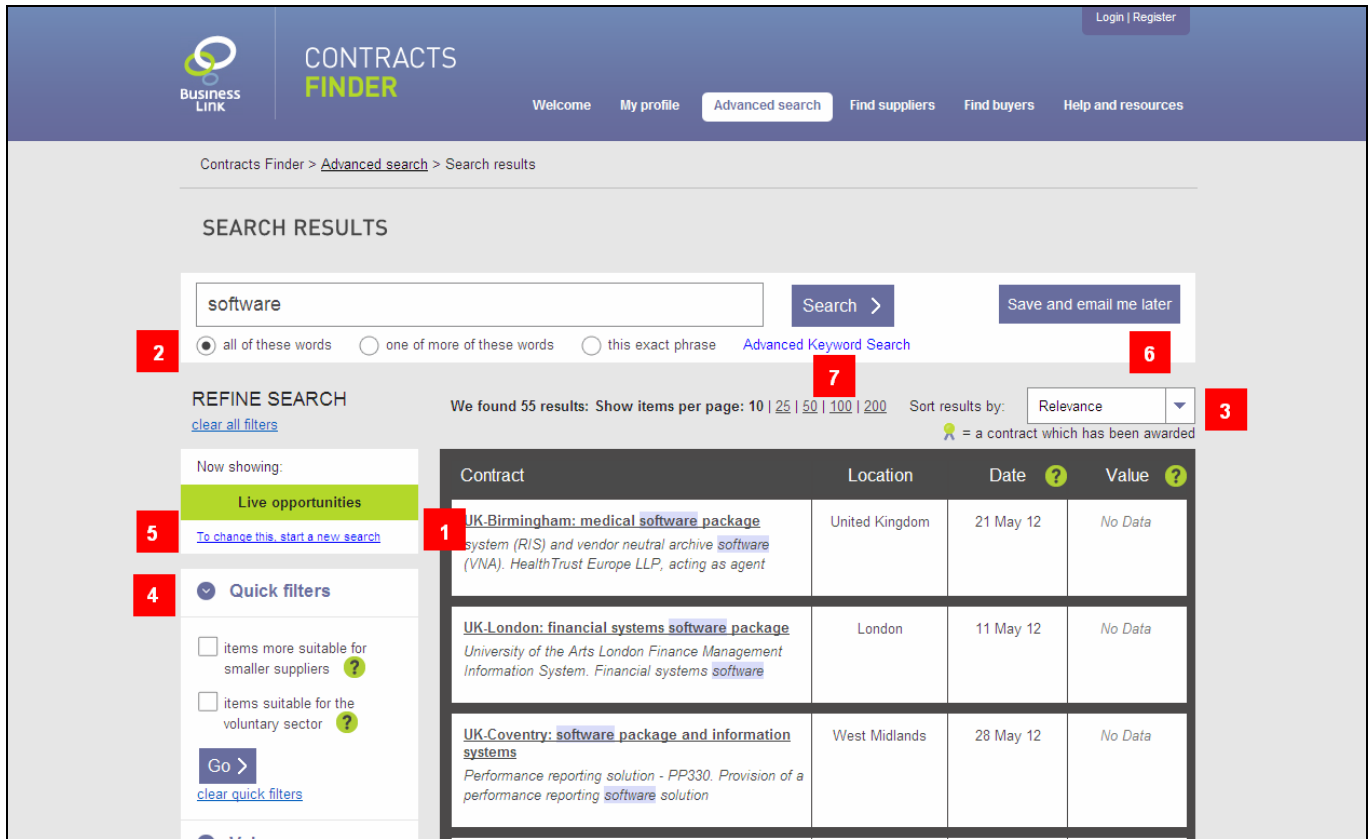 Login | Register
Business
Link
CONTRACTS
FINDER
Welcome My profile Advanced search Find suppliers Find buyers Help and resources
Contracts Finder > Advanced search > Search results
SEARCH RESULTS
software
Search
Save and email me later
2
all of these words one of more of these words this exact phrase Advanced Keyword Search
6
7
REFINE SEARCH
clear all filters
We found 55 results: Show items per page: 10 | 25 | 50 | 100 | 200 Sort results by: Relevance
3
= a contract which has been awarded
Now showing:
Live opportunities
5
To change this, start a new search
4
Quick filters
items more suitable for
smaller suppliers ?
items suitable for the
voluntary sector ?
Go
clear quick filters
Contract Location Date ? Value ?
1
UK-Birmingham: medical software package United Kingdom 21 May 12 No Data
system (RIS) and vendor neutral archive software
(VNA). HealthTrust Europe LLP, acting as agent
UK-London: financial systems software package London 11 May 12 No Data
University of the Arts London Finance Management
Information System. Financial systems software
UK-Coventry: software package and information West Midlands 28 May 12 No Data
systems
Performance reporting solution - PP330. Provision of a
performance reporting software solution